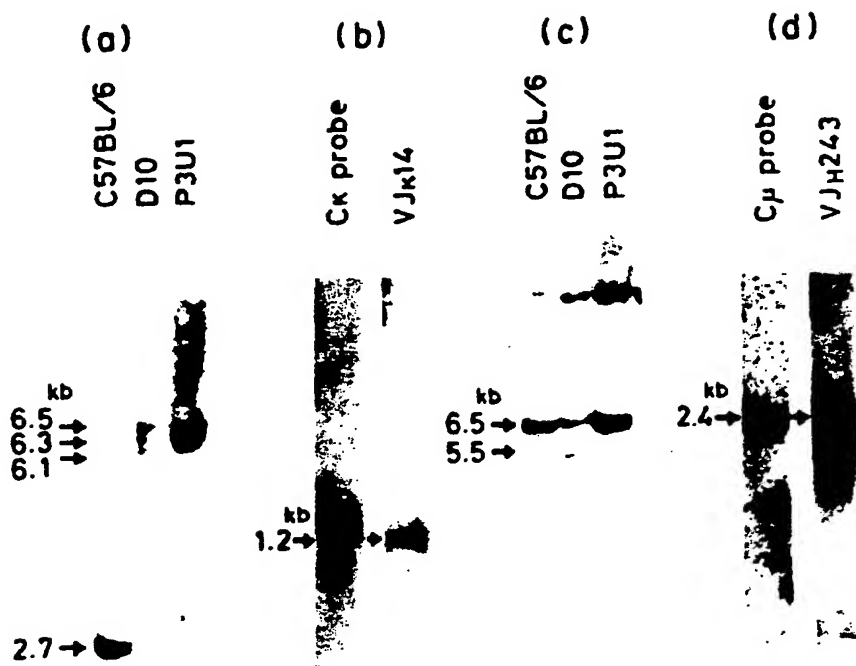 (a)
C57BL/6
D10
P3U1
kb
6.5
6.3
6.1
2.7
(b)
Cκ probe
VJκ14
kb
1.2
(c)
C57BL/6
D10
P3U1
kb
6.5
5.5
(d)
Cμ probe
VJH243
kb
2.4